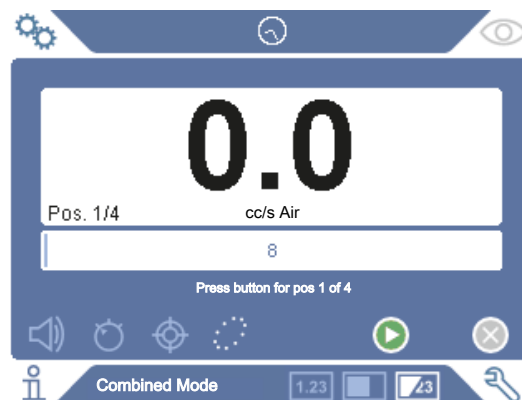 0.0
Pos. 1/4
cc/s Air
8
Press button for pos 1 of 4
Combined Mode
1.23
23